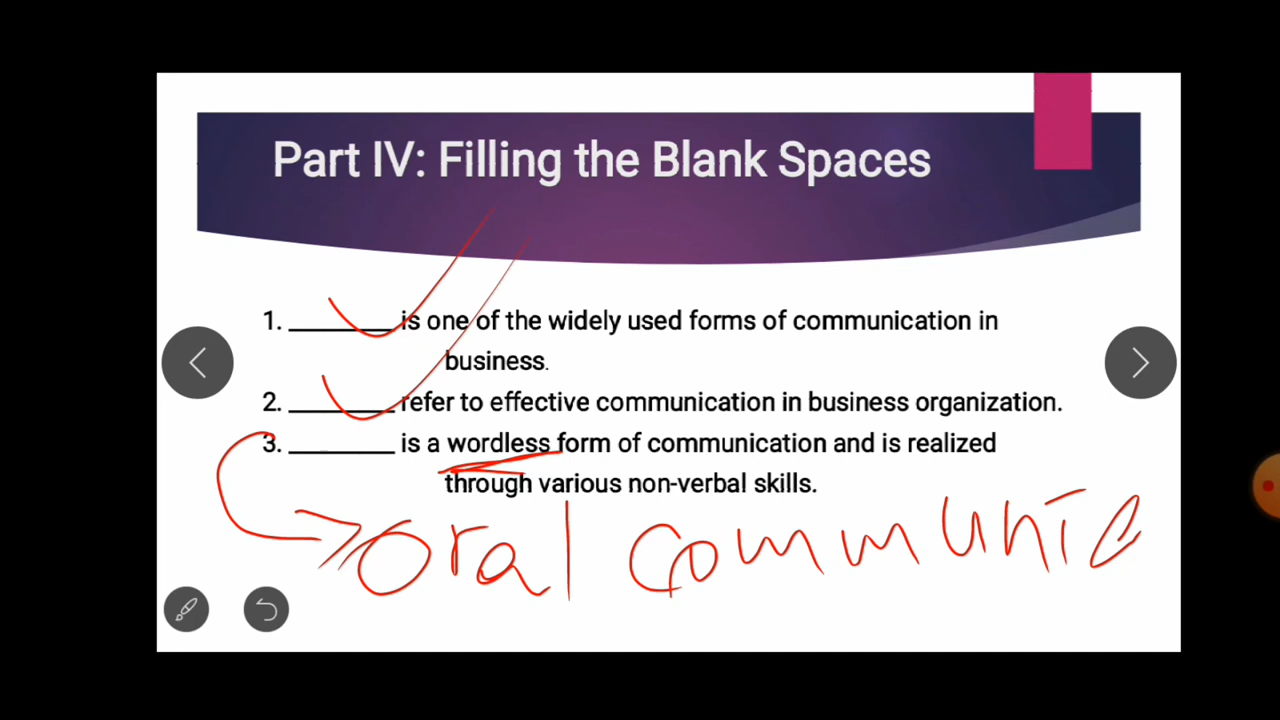 Part IV: Filling the Blank Spaces
1. ________ is one of the widely used forms of communication in
business.
2. ________ refer to effective communication in business organization.
3. ________ is a wordless form of communication and is realized
through various non-verbal skills.
oral communic